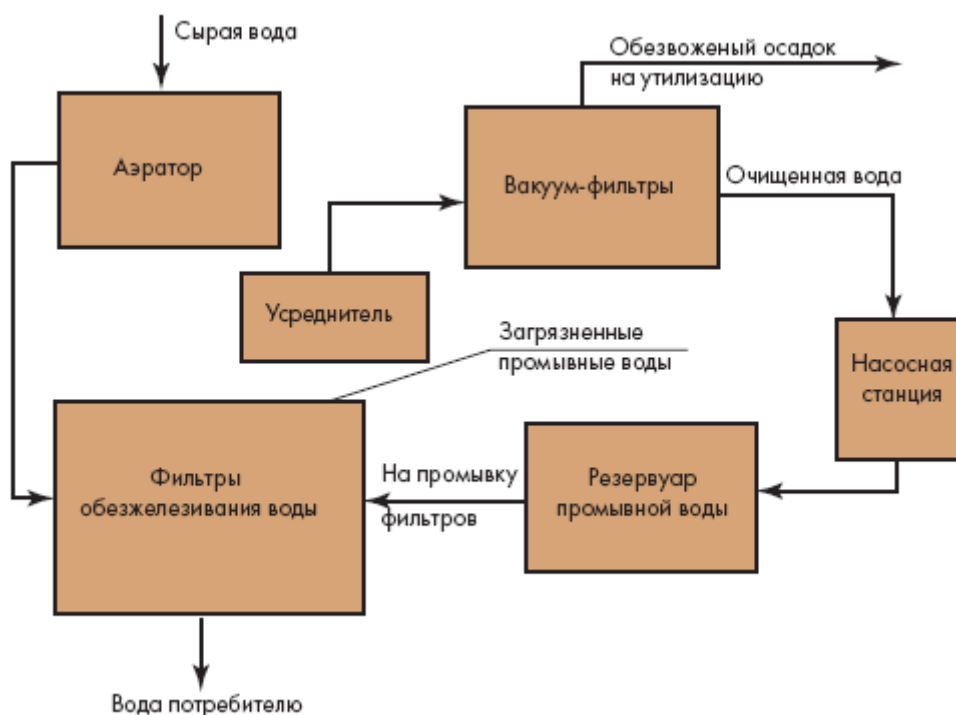 Сырая вода
Обезвоженый осадок
на утилизацию
Аэратор
Вакуум-фильтры
Очищенная вода
Усреднитель
Загрязненные
промывные воды
Насосная
станция
Фильтры
обезжелезивания воды
На промывку
фильтров
Резервуар
промывной воды
Вода потребителю